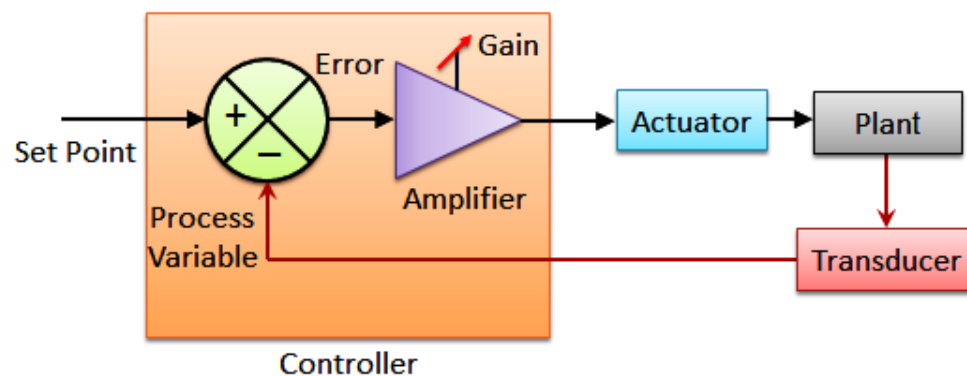 Gain
Error
+
−
Set Point
Amplifier
Process
Variable
Actuator
Plant
Transducer
Controller